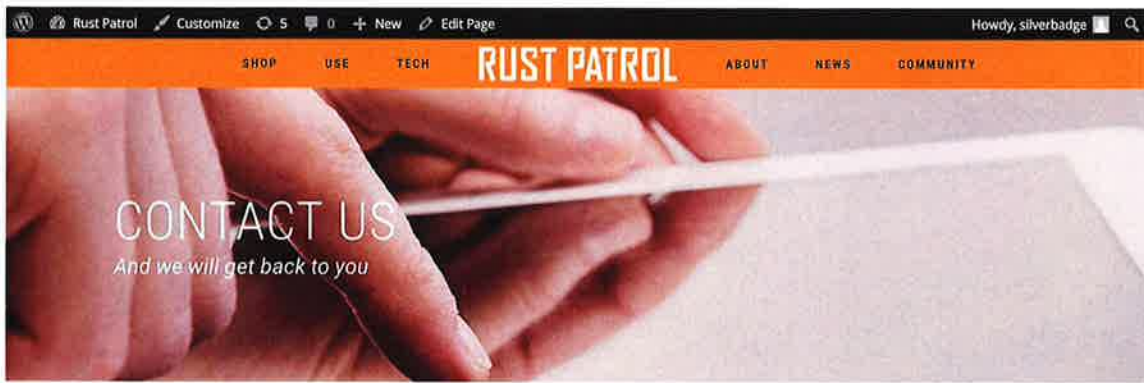 Rust Patrol Customize 5 0 New Edit Page Howdy, silverbadge
SHOP USE TECH RUST PATROL ABOUT NEWS COMMUNITY
CONTACT US
And we will get back to you